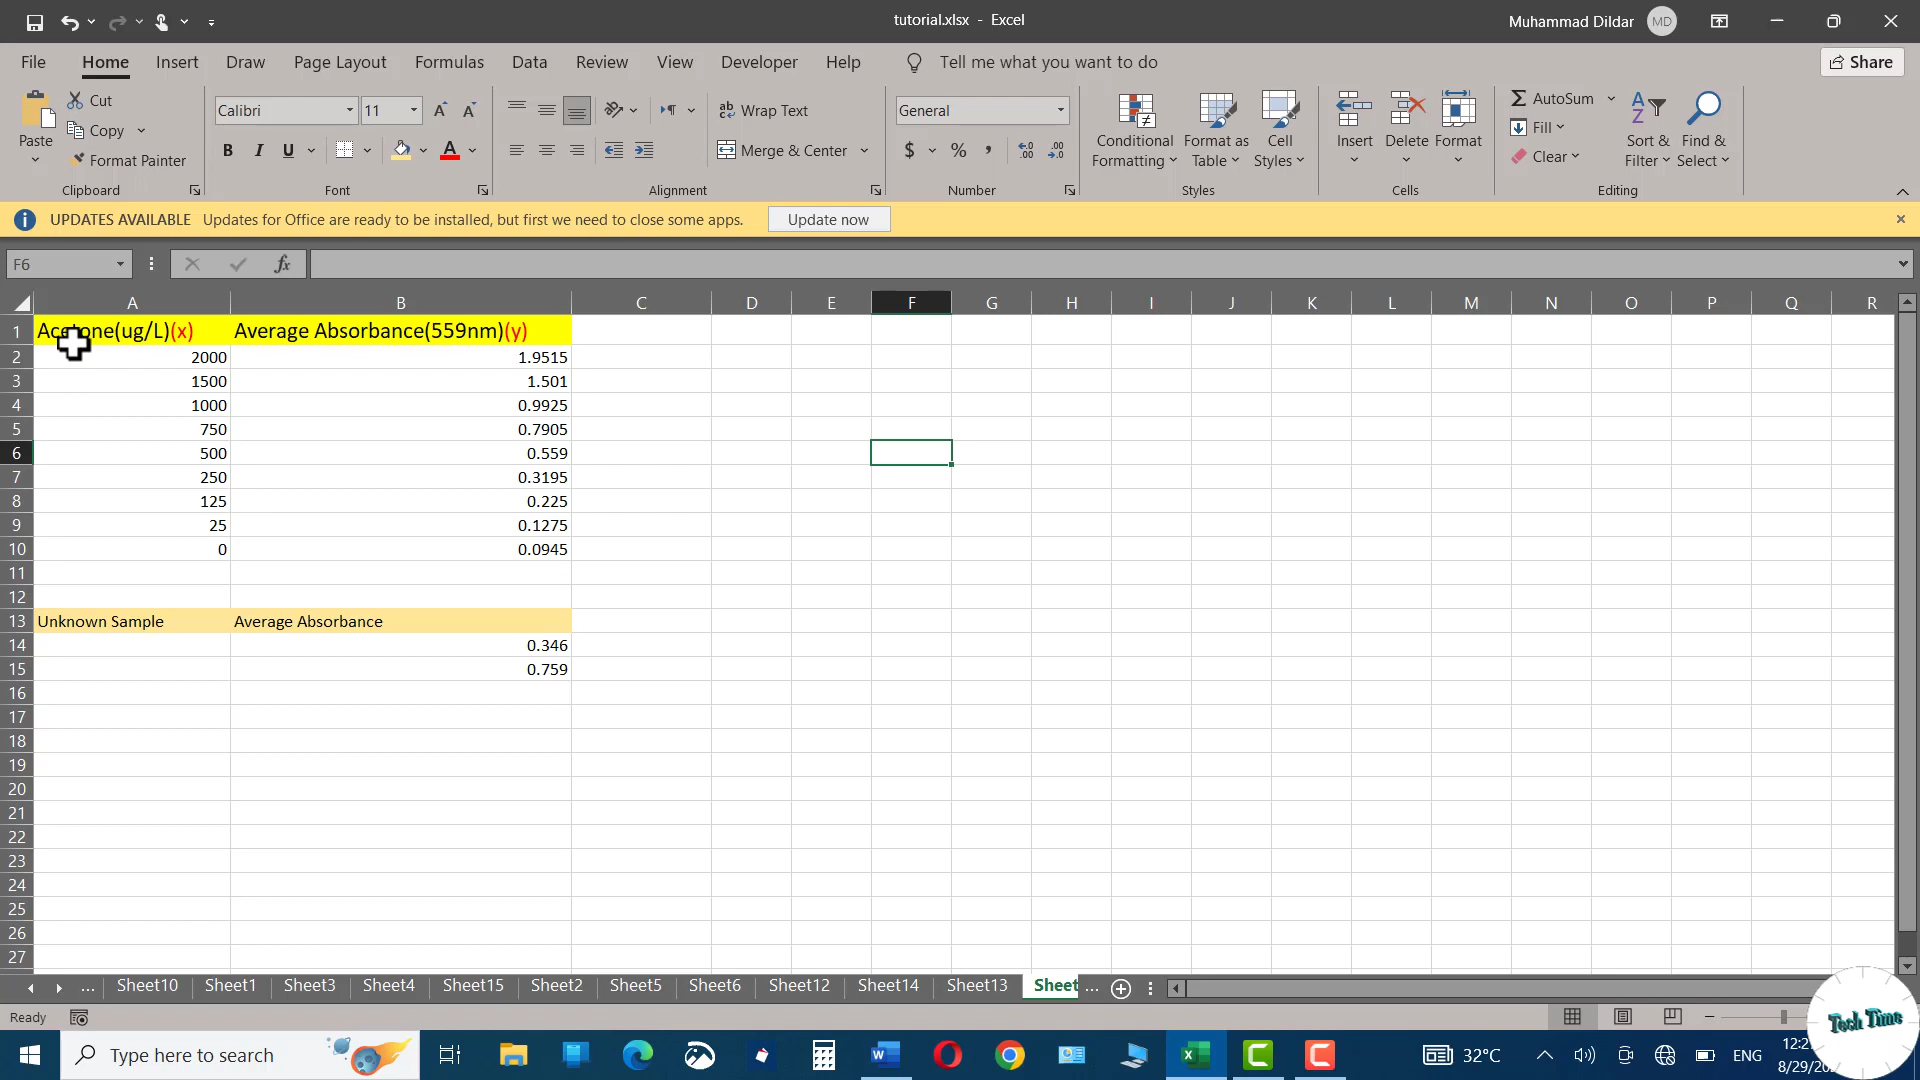 tutorial.xlsx - Excel
Muhammad Dildar MD
File Home Insert Draw Page Layout Formulas Data Review View Developer Help Tell me what you want to do Share
Paste
Cut
Copy
Format Painter
Clipboard
Calibri 11
B I U
Font
Wrap Text
Merge & Center
Alignment
General
$ % ,
Number
Conditional Formatting
Format as Table
Cell Styles
Styles
Insert
Delete
Format
Cells
AutoSum
Fill
Clear
Sort & Filter
Find & Select
Editing
UPDATES AVAILABLE Updates for Office are ready to be installed, but first we need to close some apps. Update now
F6 fx
A B C D E F G H I J K L M N O P Q R
1 Acetone(ug/L)(x) Average Absorbance(559nm)(y)
2 2000 1.9515
3 1500 1.501
4 1000 0.9925
5 750 0.7905
6 500 0.559
7 250 0.3195
8 125 0.225
9 25 0.1275
10 0 0.0945
11
12
13 Unknown Sample Average Absorbance
14 0.346
15 0.759
16
17
18
19
20
21
22
23
24
25
26
27
... Sheet10 Sheet1 Sheet3 Sheet4 Sheet15 Sheet2 Sheet5 Sheet6 Sheet12 Sheet14 Sheet13 Sheet ...
Ready
Tech Time
Type here to search
32°C
ENG
8/29/20